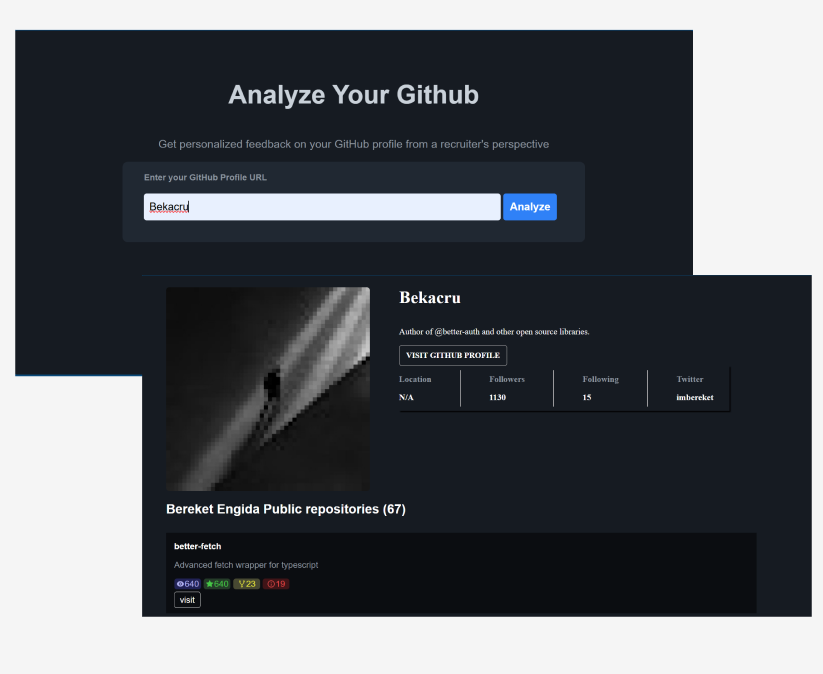 Analyze Your Github
Get personalized feedback on your GitHub profile from a recruiter's perspective
Enter your GitHub Profile URL
Bekacru
Analyze
Bekacru
Author of @better-auth and other open source libraries.
VISIT GITHUB PROFILE
Location Followers Following Twitter
N/A 1130 15 imbereket
Bereket Engida Public repositories (67)
better-fetch
Advanced fetch wrapper for typescript
640 640 23 19
visit